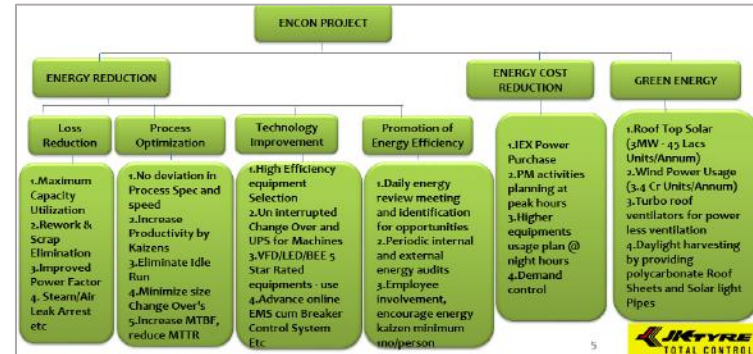 ENCON PROJECT
ENERGY REDUCTION
ENERGY COST
REDUCTION
GREEN ENERGY
Loss
Reduction
Process
Optimization
Technology
Improvement
Promotion of
Energy Efficiency
1.Maximum
Capacity
Utilization
2.Rework &
Scrap
Elimination
3.Improved
Power Factor
4. Steam/Air
Leak Arrest
etc
1.No deviation in
Process Spec and
speed
2.Increase
Productivity by
Kaizens
3.Eliminate Idle
Run
4.Minimize size
Change Over's
5.Increase MTBF,
reduce MTTR
1.High Efficiency
equipment
Selection
2.Un interrupted
Change Over and
UPS for Machines
3.VFD/LED/BEE 5
Star Rated
equipments - use
4.Advance online
EMS cum Breaker
Control System
Etc
1.Daily energy
review meeting
and identification
for opportunities
2.Periodic internal
and external
energy audits
3.Employee
involvement,
encourage energy
kaizen minimum
1no/person
1.IEX Power
Purchase
2.PM activities
planning at
peak hours
3.Higher
equipments
usage plan @
night hours
4.Demand
control
1.Roof Top Solar
(3MW - 45 Lacs
Units/Annum)
2.Wind Power Usage
(3.4 Cr Units/Annum)
3.Turbo roof
ventilators for power
less ventilation
4.Daylight harvesting
by providing
polycarbonate Roof
Sheets and Solar light
Pipes
5
JK TYRE
TOTAL CONTROL